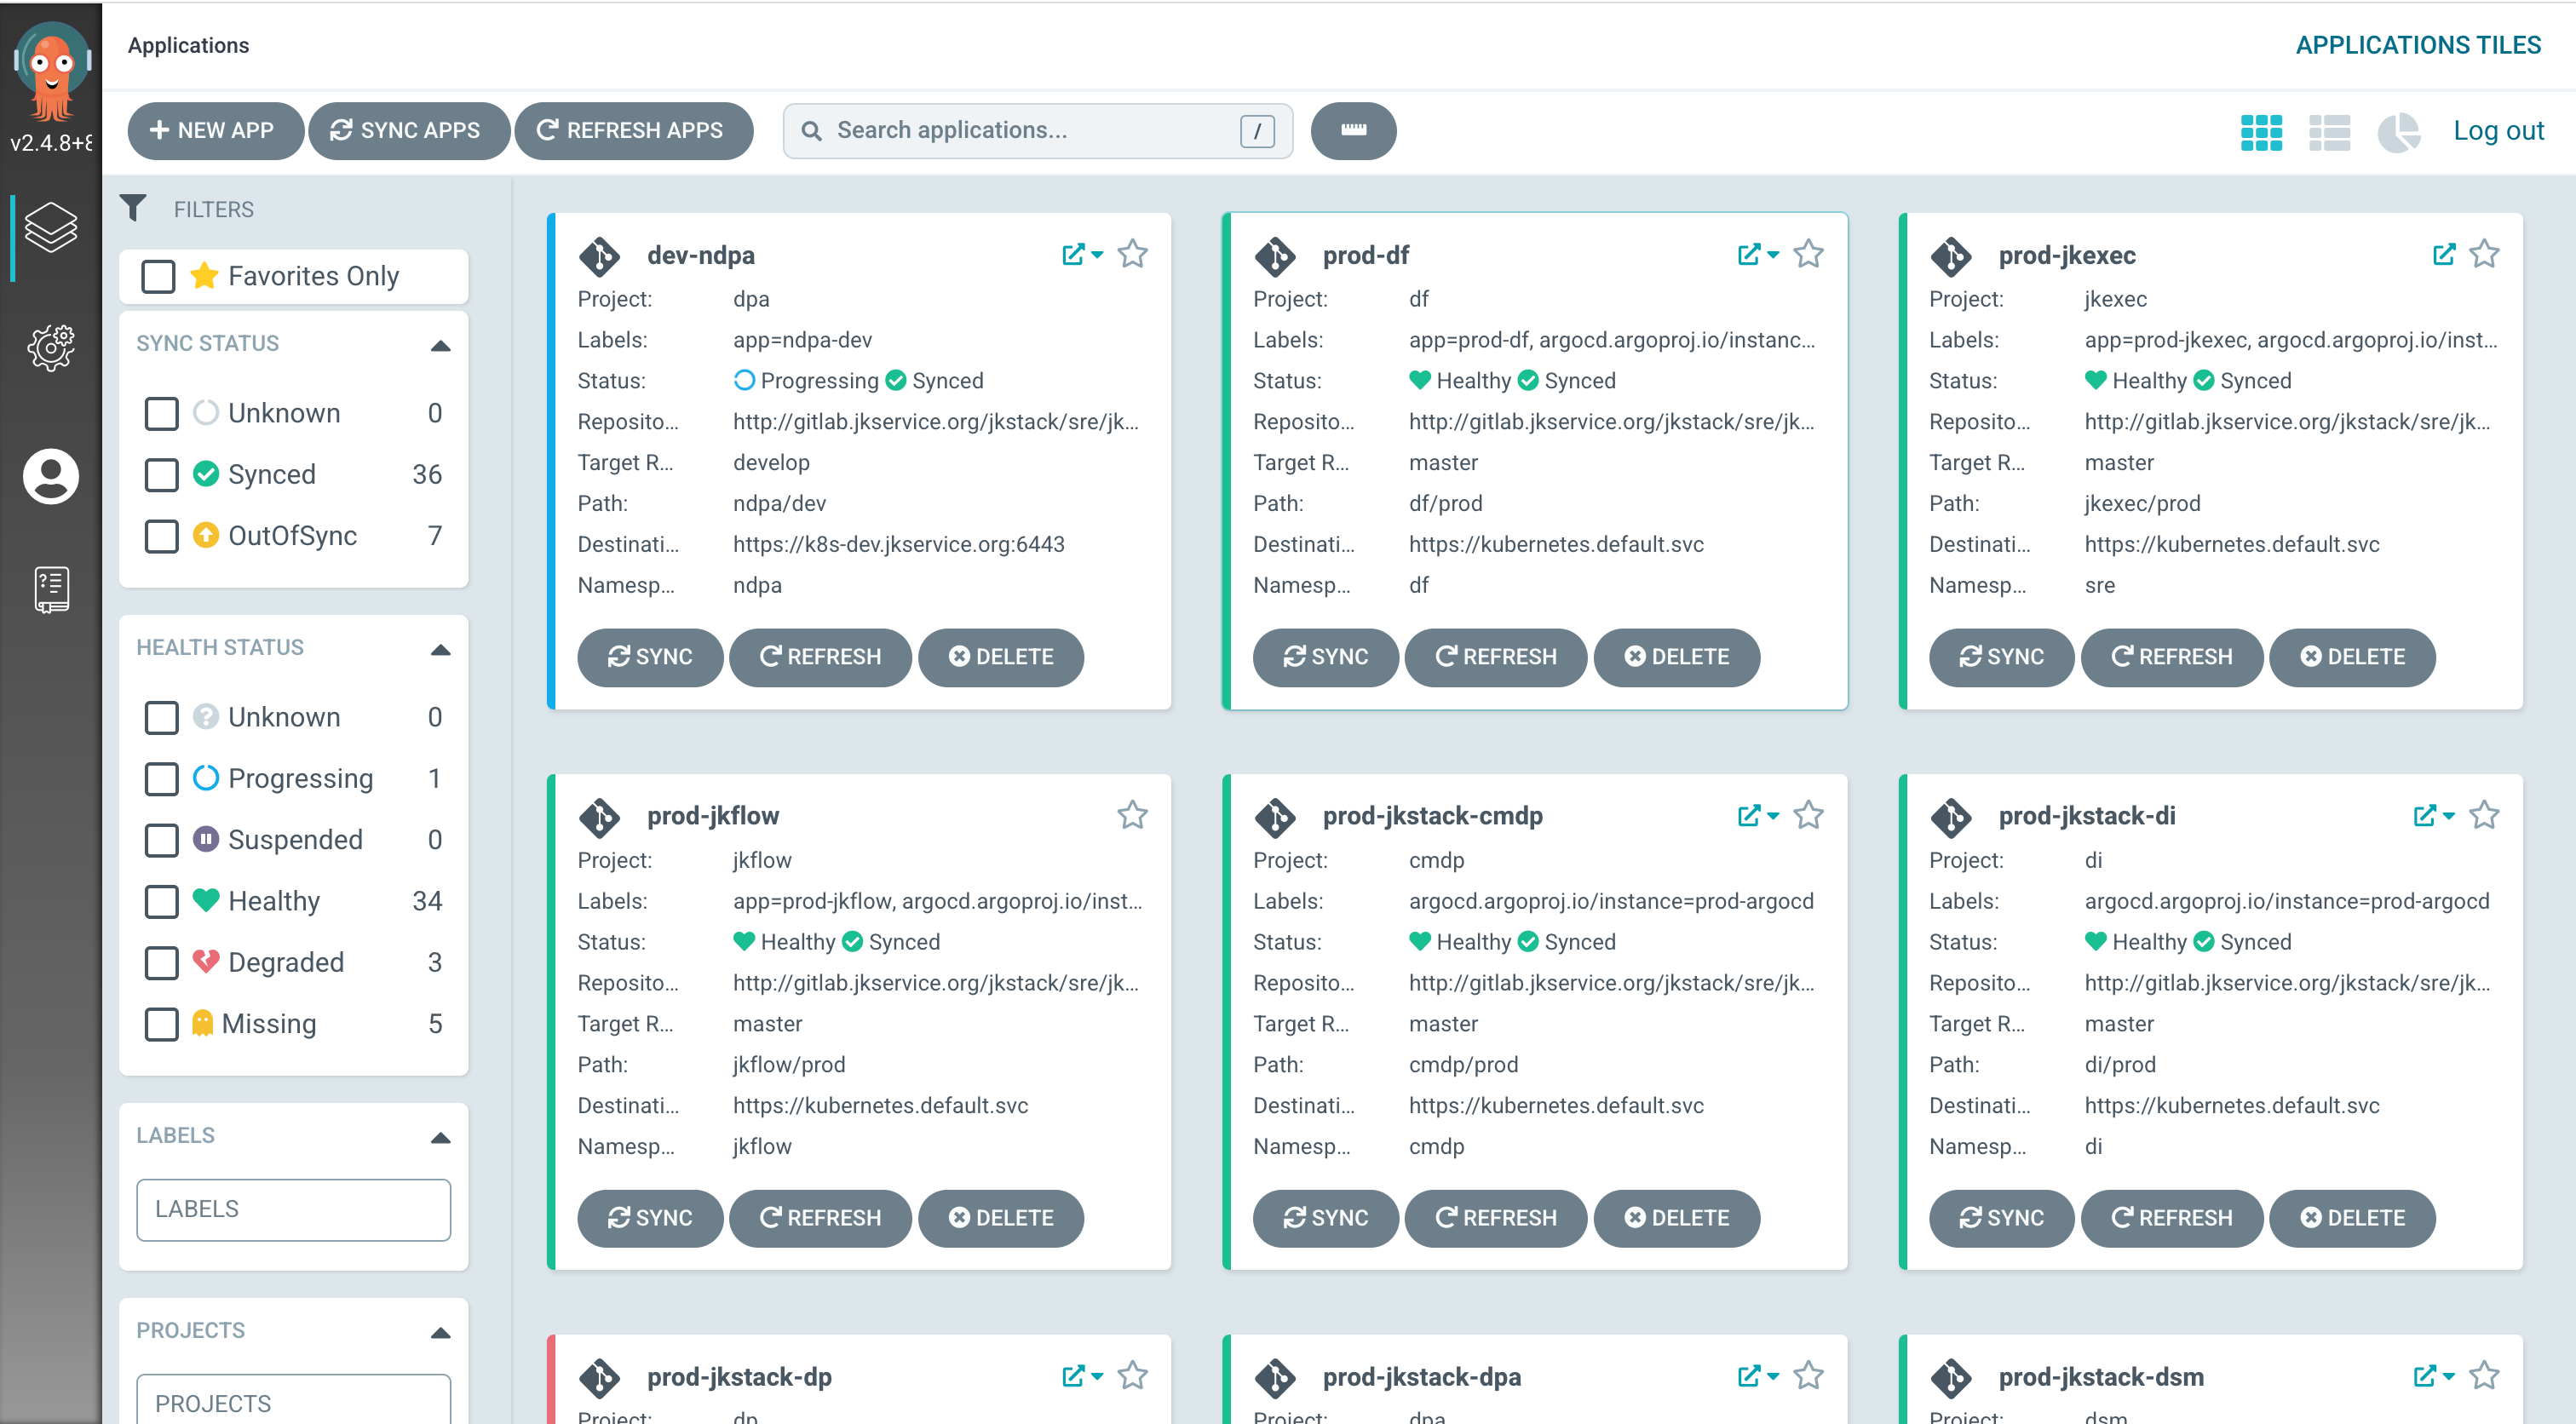 Applications
APPLICATIONS TILES
v2.4.8+8
NEW APP
SYNC APPS
REFRESH APPS
Search applications...
/
Log out
FILTERS
Favorites Only
SYNC STATUS
Unknown 0
Synced 36
OutOfSync 7
HEALTH STATUS
Unknown 0
Progressing 1
Suspended 0
Healthy 34
Degraded 3
Missing 5
LABELS
LABELS
PROJECTS
PROJECTS
dev-ndpa
Project: dpa
Labels: app=ndpa-dev
Status: Progressing Synced
Reposito... http://gitlab.jkservice.org/jkstack/sre/jk...
Target R... develop
Path: ndpa/dev
Destinati... https://k8s-dev.jkservice.org:6443
Namesp... ndpa
SYNC REFRESH DELETE
prod-df
Project: df
Labels: app=prod-df, argocd.argoproj.io/instanc...
Status: Healthy Synced
Reposito... http://gitlab.jkservice.org/jkstack/sre/jk...
Target R... master
Path: df/prod
Destinati... https://kubernetes.default.svc
Namesp... df
SYNC REFRESH DELETE
prod-jkexec
Project: jkexec
Labels: app=prod-jkexec, argocd.argoproj.io/inst...
Status: Healthy Synced
Reposito... http://gitlab.jkservice.org/jkstack/sre/jk...
Target R... master
Path: jkexec/prod
Destinati... https://kubernetes.default.svc
Namesp... sre
SYNC REFRESH DELETE
prod-jkflow
Project: jkflow
Labels: app=prod-jkflow, argocd.argoproj.io/inst...
Status: Healthy Synced
Reposito... http://gitlab.jkservice.org/jkstack/sre/jk...
Target R... master
Path: jkflow/prod
Destinati... https://kubernetes.default.svc
Namesp... jkflow
SYNC REFRESH DELETE
prod-jkstack-cmdp
Project: cmdp
Labels: argocd.argoproj.io/instance=prod-argocd
Status: Healthy Synced
Reposito... http://gitlab.jkservice.org/jkstack/sre/jk...
Target R... master
Path: cmdp/prod
Destinati... https://kubernetes.default.svc
Namesp... cmdp
SYNC REFRESH DELETE
prod-jkstack-di
Project: di
Labels: argocd.argoproj.io/instance=prod-argocd
Status: Healthy Synced
Reposito... http://gitlab.jkservice.org/jkstack/sre/jk...
Target R... master
Path: di/prod
Destinati... https://kubernetes.default.svc
Namesp... di
SYNC REFRESH DELETE
prod-jkstack-dp
Project: dp
prod-jkstack-dpa
Project: dpa
prod-jkstack-dsm
Project: dsm